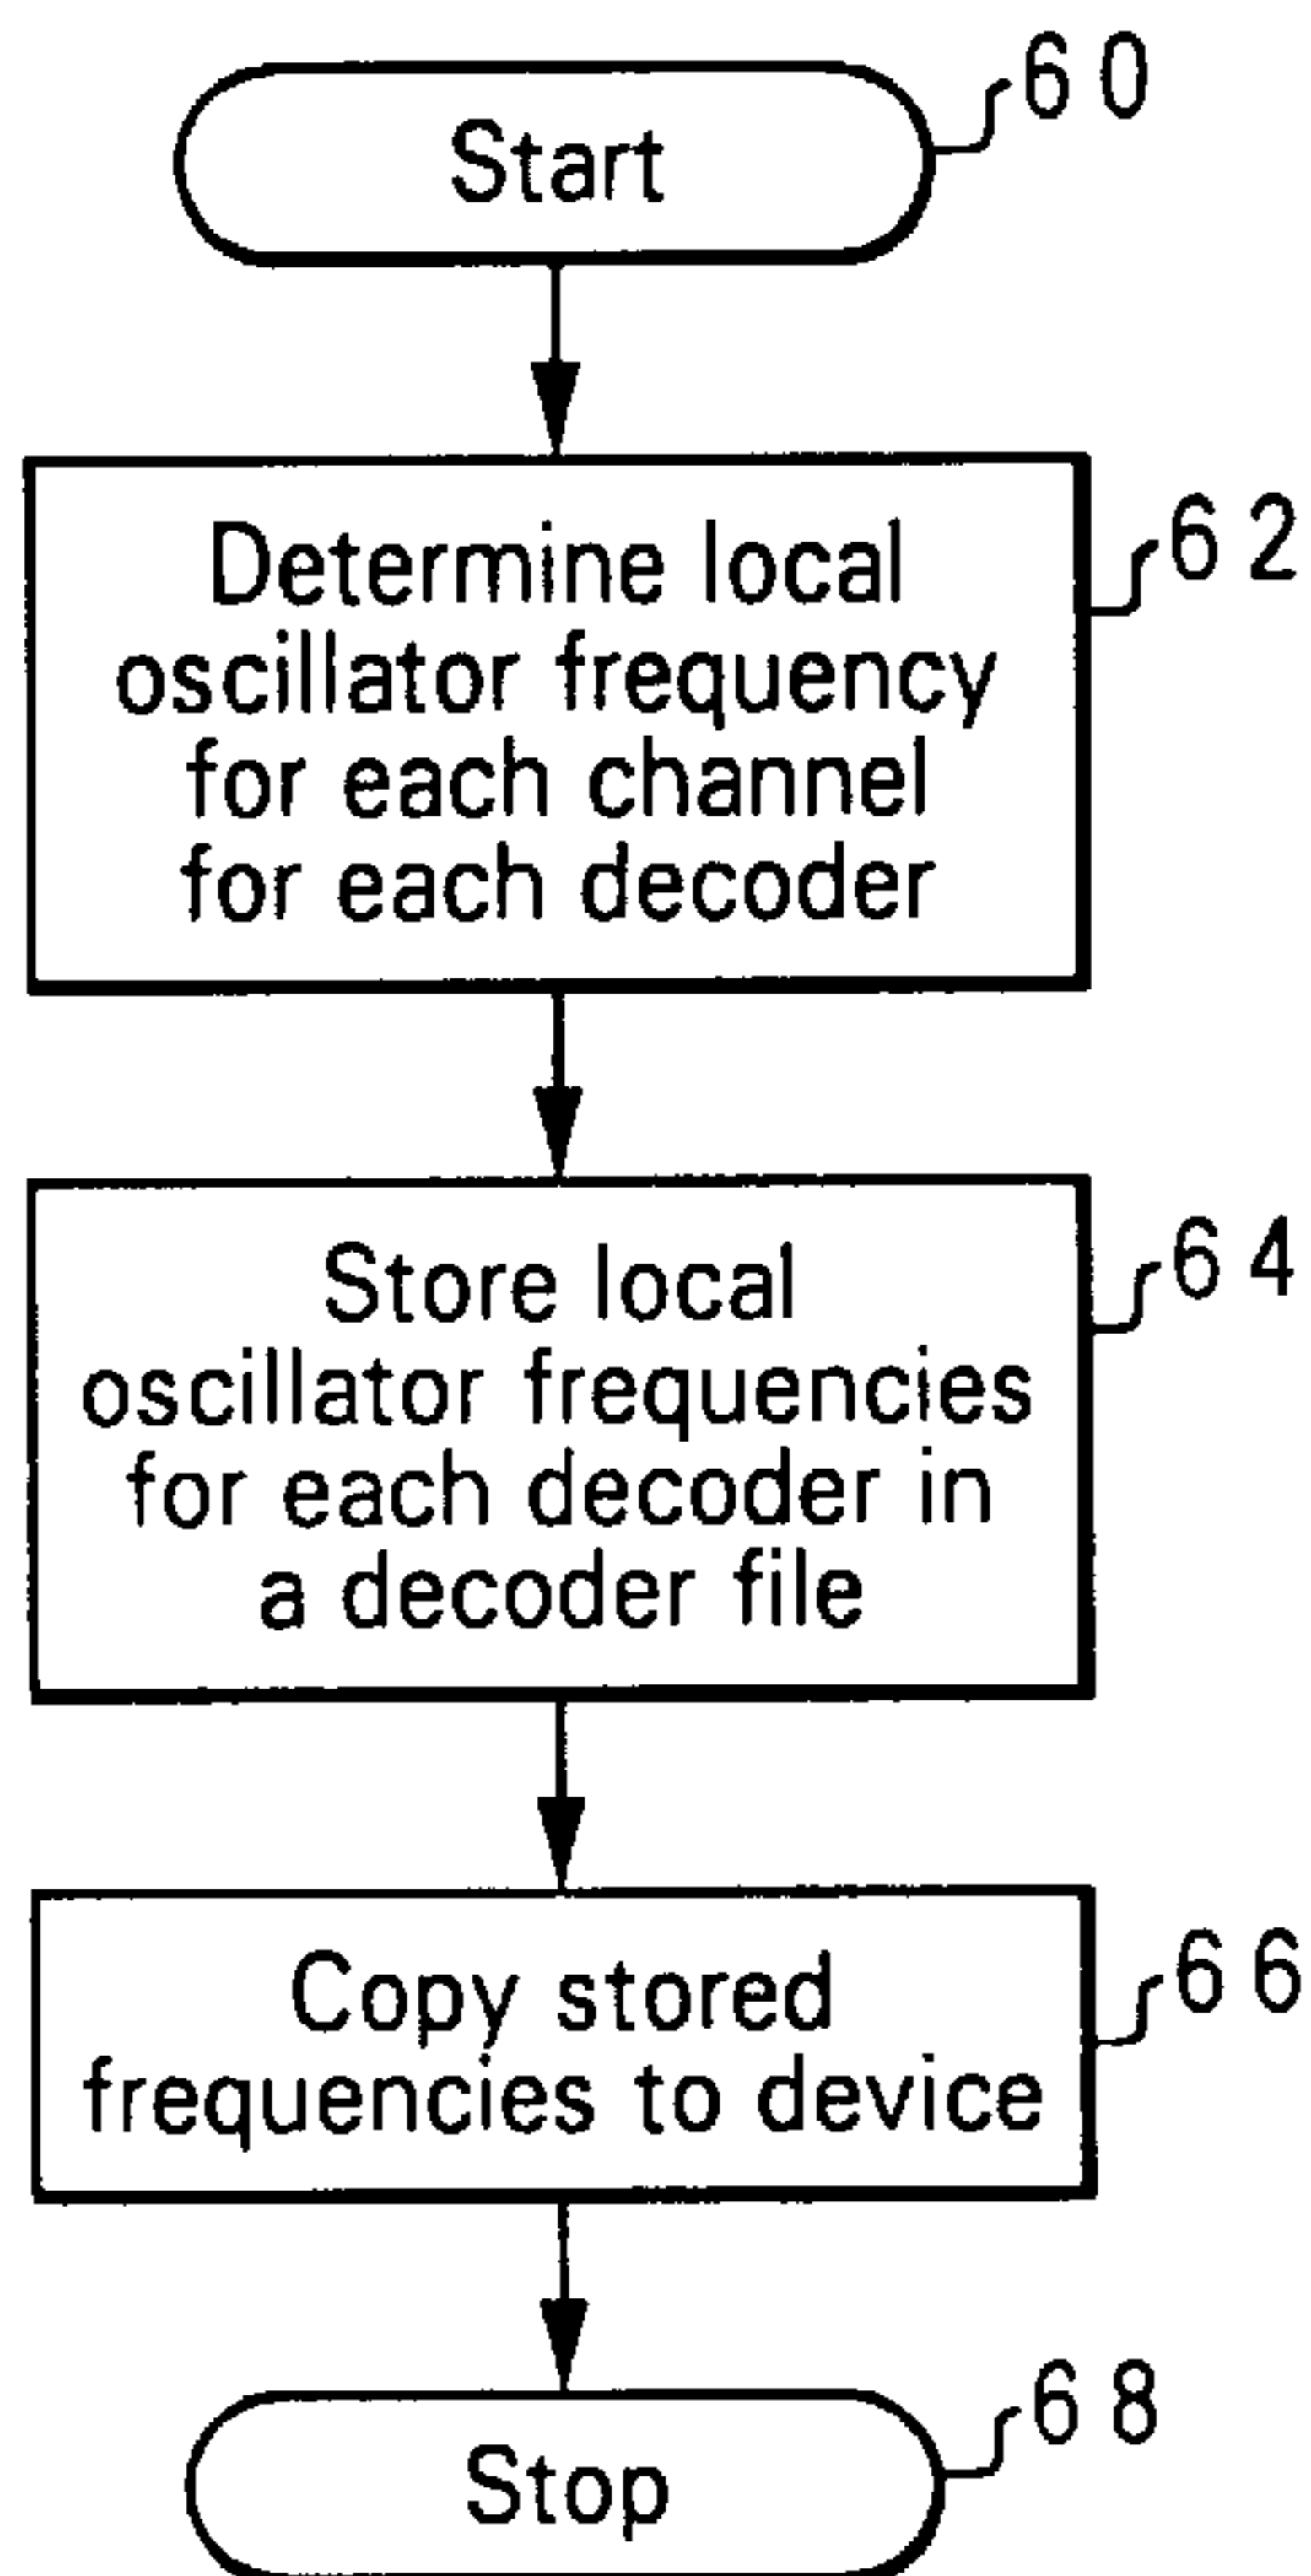 Start
60
Determine local
oscillator frequency
for each channel
for each decoder
62
Store local
oscillator frequencies
for each decoder in
a decoder file
64
Copy stored
frequencies to device
66
Stop
68